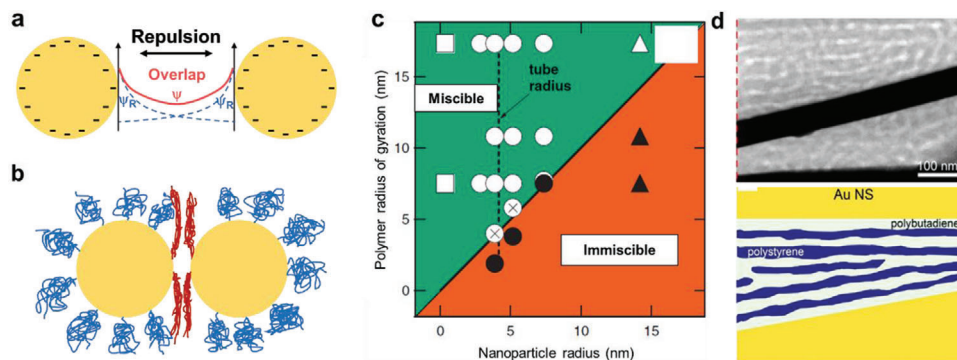 a
Repulsion
Overlap
Ψ
ΨR
ΨR
b
c
Polymer radius of gyration (nm)
15
10
5
0
Miscible
tube
radius
Immiscible
0
5
10
15
Nanoparticle radius (nm)
d
100 nm
Au NS
polybutadiene
polystyrene